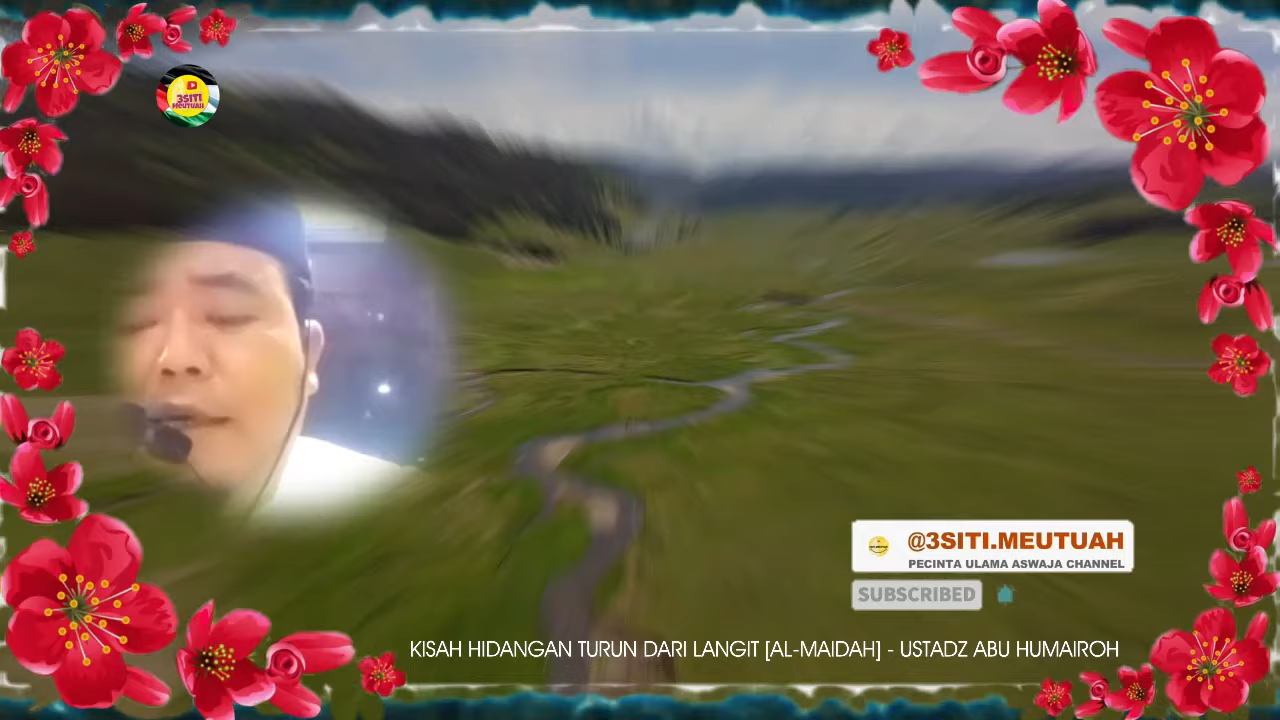 3SITI
MEUTUAH
@3SITI.MEUTUAH
PECINTA ULAMA ASWAJA CHANNEL
SUBSCRIBED
KISAH HIDANGAN TURUN DARI LANGIT [AL-MAIDAH] - USTADZ ABU HUMAIROH